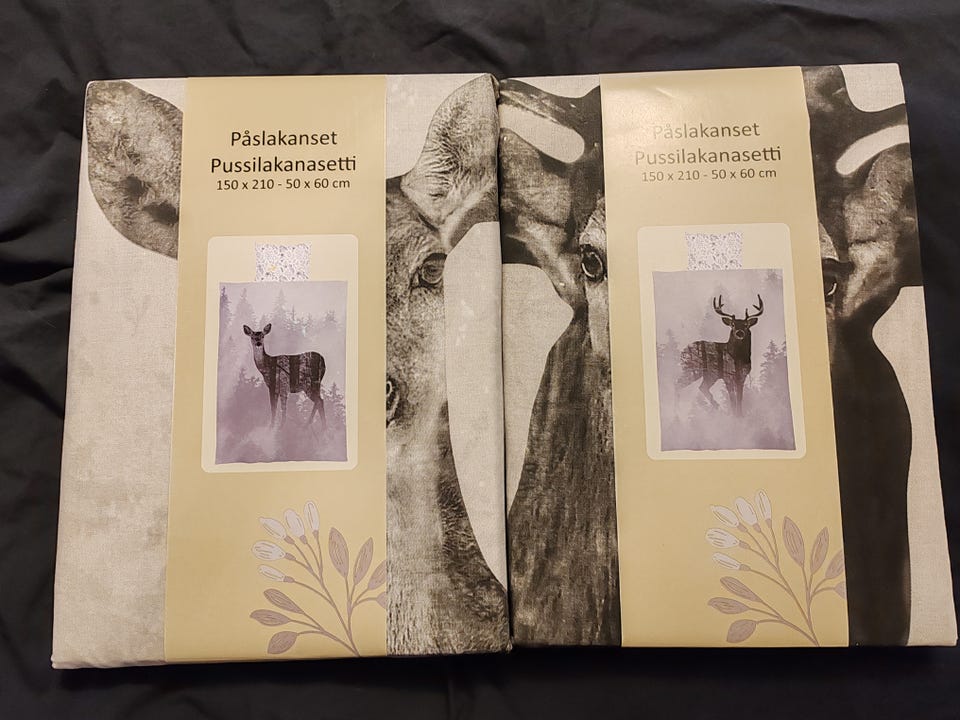 Påslakanset
Pussilakanasetti
150 x 210 - 50 x 60 cm
Påslakanset
Pussilakanasetti
150 x 210 - 50 x 60 cm